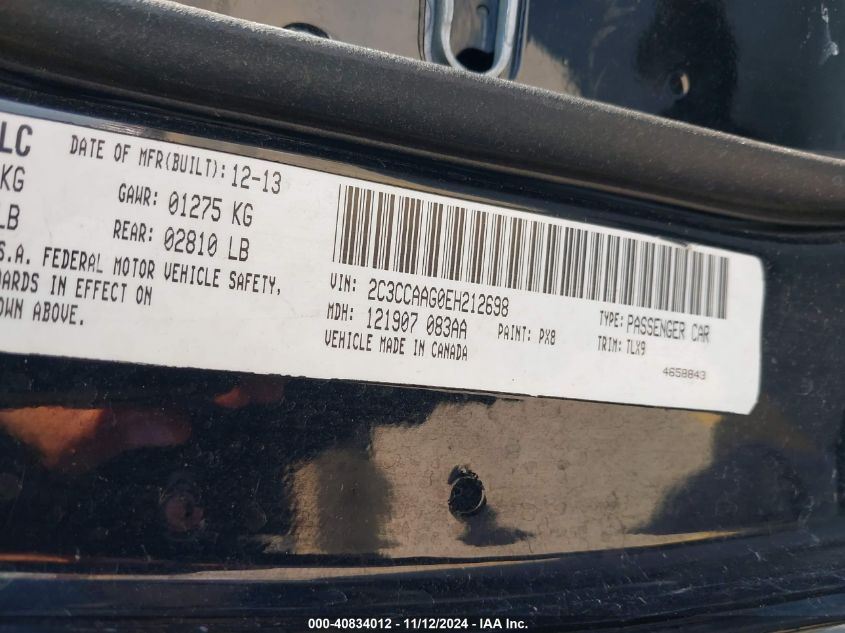 LC
KG
LB
DATE OF MFR(BUILT): 12-13
GAWR: 01275 KG
REAR: 02810 LB
S.A. FEDERAL MOTOR VEHICLE SAFETY,
ARDS IN EFFECT ON
OWN ABOVE.
VIN: 2C3CCAAG0EH212698
MDH: 121907 083AA
PAINT: PX8
VEHICLE MADE IN CANADA
TYPE: PASSENGER CAR
TRIM: TLX9
4658843
000-40834012 - 11/12/2024 - IAA Inc.